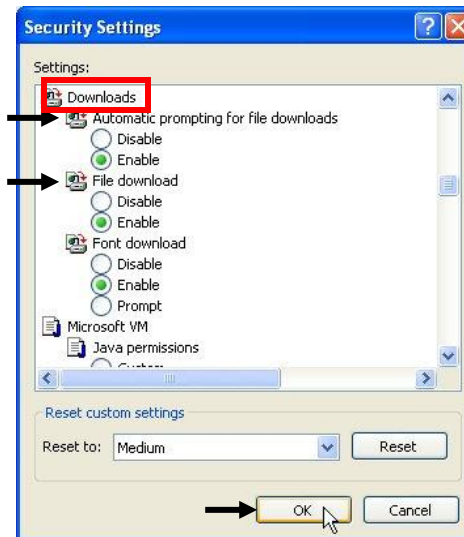 Security Settings
Settings:
Downloads
Automatic prompting for file downloads
Disable
Enable
File download
Disable
Enable
Font download
Disable
Enable
Prompt
Microsoft VM
Java permissions
Reset custom settings
Reset to: Medium Reset
OK Cancel